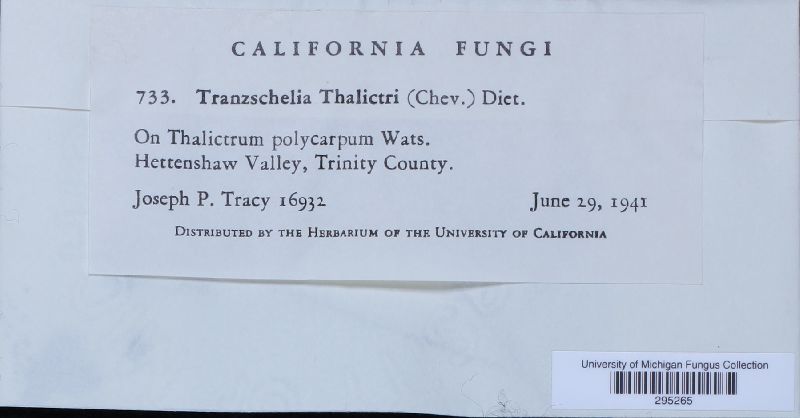 CALIFORNIA FUNGI
733. Tranzschelia Thalictri (Chev.) Diet.
On Thalictrum polycarpum Wats.
Hettenshaw Valley, Trinity County.
Joseph P. Tracy 16932 June 29, 1941
DISTRIBUTED BY THE HERBARIUM OF THE UNIVERSITY OF CALIFORNIA
University of Michigan Fungus Collection
295265